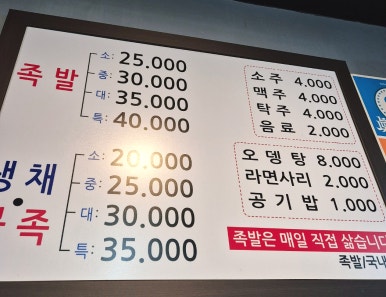 족발
소: 25.000
중: 30.000
대: 35.000
특: 40.000
생채
족
소: 20.000
중: 25.000
대: 30.000
특: 35.000
소주 4.000
맥주 4.000
탁주 4.000
음료 2.000
오뎅탕 8.000
라면사리 2.000
공기밥 1.000
족발은 매일 직접 삶습니다
족발/국내